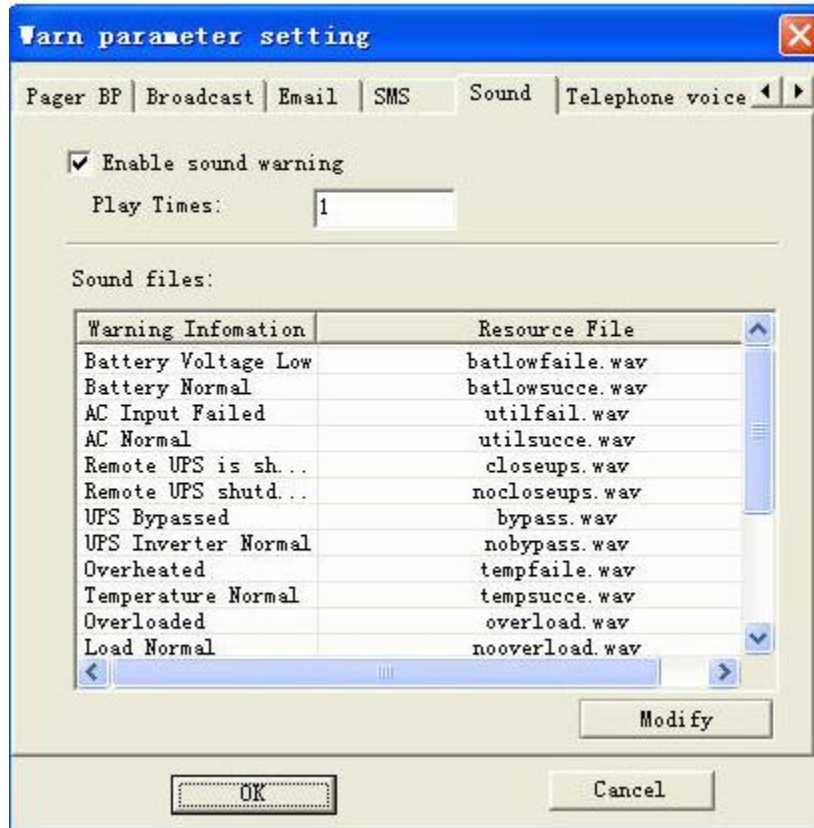 Warn parameter setting
Pager BP Broadcast Email SMS Sound Telephone voice
Enable sound warning
Play Times: 1
Sound files:
Warning Infomation Resource File
Battery Voltage Low batlowfaile.wav
Battery Normal batlowsucce.wav
AC Input Failed utilfail.wav
AC Normal utilsucce.wav
Remote UPS is sh... closeups.wav
Remote UPS shutd... nocloseups.wav
UPS Bypassed bypass.wav
UPS Inverter Normal nobypass.wav
Overheated tempfaile.wav
Temperature Normal tempsucce.wav
Overloaded overload.wav
Load Normal nooverload.wav
Modify
OK Cancel